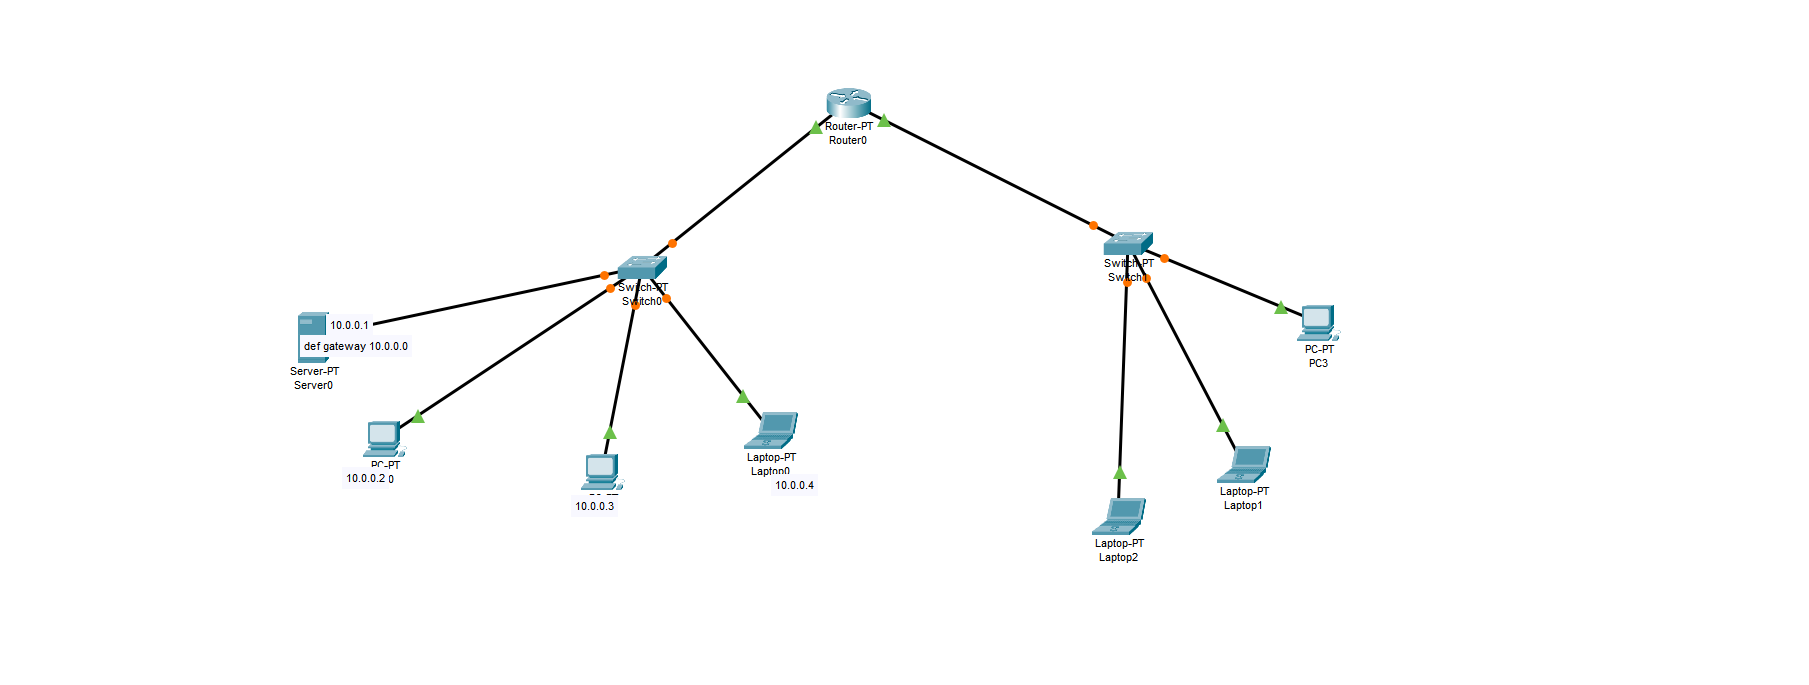 Router-PT
Router0
Switch-PT
Switch0
Switch-PT
10.0.0.1
def gateway 10.0.0.0
Server-PT
Server0
PC-PT
10.0.0.2 0
10.0.0.3
Laptop-PT
Laptop0
10.0.0.4
PC-PT
PC3
Laptop-PT
Laptop1
Laptop-PT
Laptop2